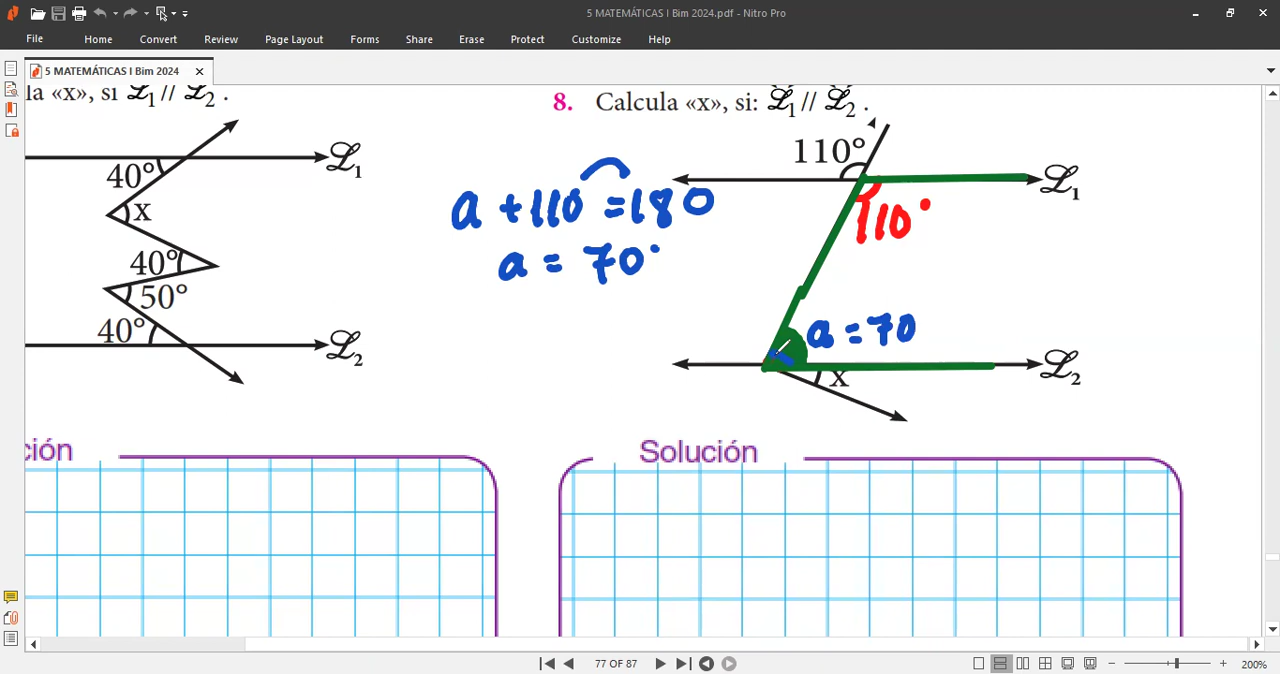 5 MATEMÁTICAS I Bim 2024.pdf - Nitro Pro
File Home Convert Review Page Layout Forms Share Erase Protect Customize Help
5 MATEMÁTICAS I Bim 2024 ×
la «x», si ℒ1 // ℒ2 .
40°
ℒ1
x
40°
50°
40°
ℒ2
ción
8. Calcula «x», si: ℒ1 // ℒ2 .
110°
ℒ1
a + 110 = 180
110°
a = 70°
a = 70
ℒ2
x
Solución
77 OF 87
200%